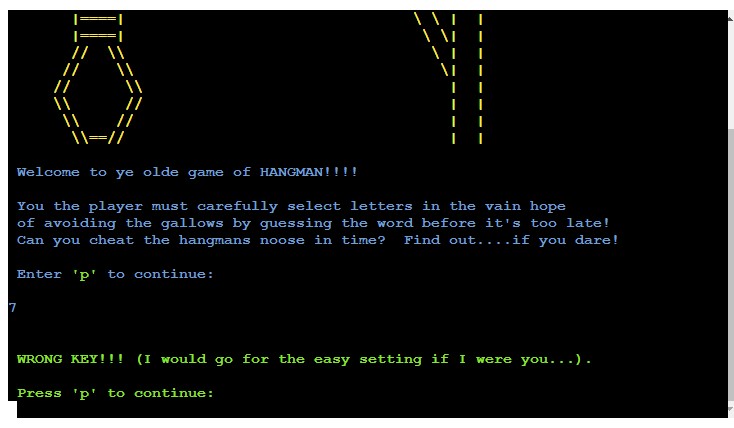 Welcome to ye olde game of HANGMAN!!!!
You the player must carefully select letters in the vain hope
of avoiding the gallows by guessing the word before it's too late!
Can you cheat the hangmans noose in time?  Find out....if you dare!
Enter 'p' to continue:
7
WRONG KEY!!! (I would go for the easy setting if I were you...).
Press 'p' to continue: